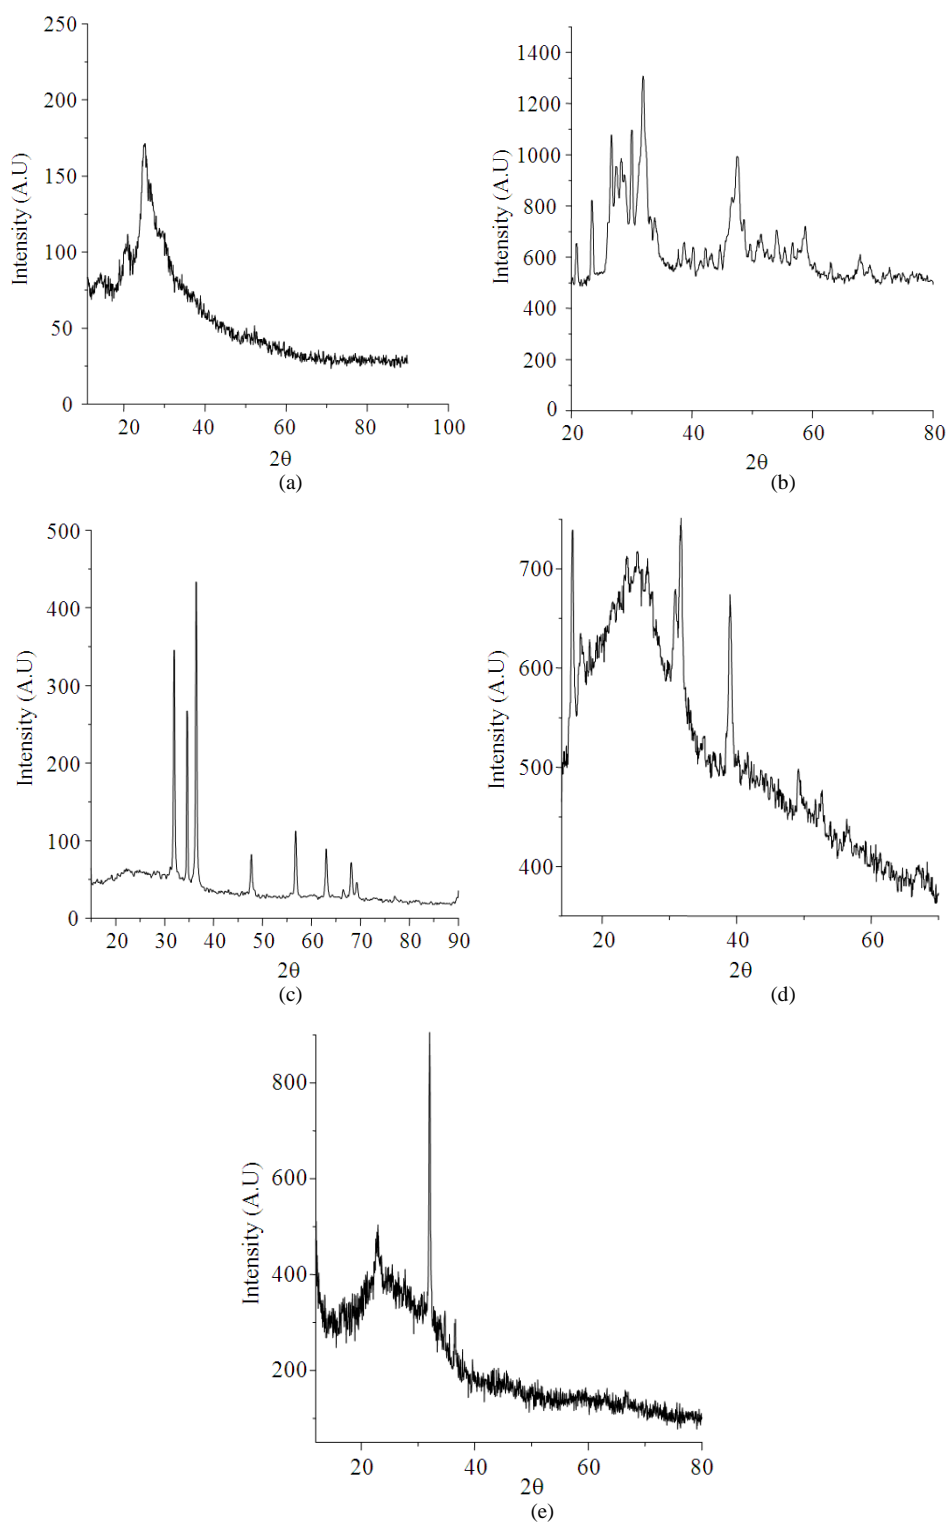 250
200
150
100
50
0
Intensity (A.U)
20 40 60 80 100
2θ
(a)
1400
1200
1000
800
600
400
200
0
Intensity (A.U)
20 40 60 80
2θ
(b)
500
400
300
200
100
0
Intensity (A.U)
20 30 40 50 60 70 80 90
2θ
(c)
700
600
500
400
Intensity (A.U)
20 40 60
2θ
(d)
800
600
400
200
Intensity (A.U)
20 40 60 80
2θ
(e)